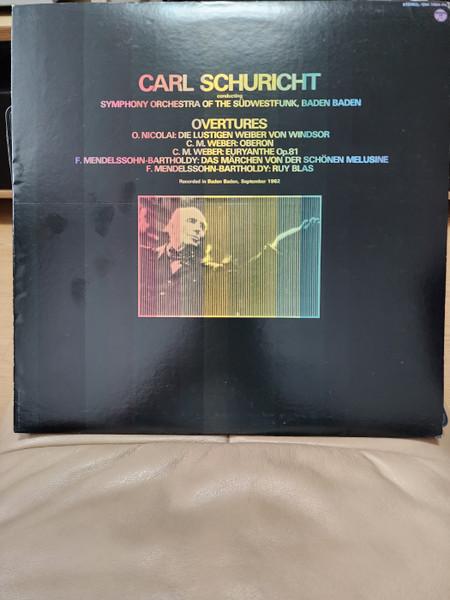 CARL SCHURICHT
conducting
SYMPHONY ORCHESTRA OF THE SÜDWESTFUNK, BADEN BADEN
OVERTURES
O. NICOLAI: DIE LUSTIGEN WEIBER VON WINDSOR
C. M. WEBER: OBERON
C. M. WEBER: EURYANTHE Op.81
F. MENDELSSOHN-BARTHOLDY: DAS MÄRCHEN VON DER SCHÖNEN MELUSINE
F. MENDELSSOHN-BARTHOLDY: RUY BLAS
Recorded in Baden Baden, September 1962